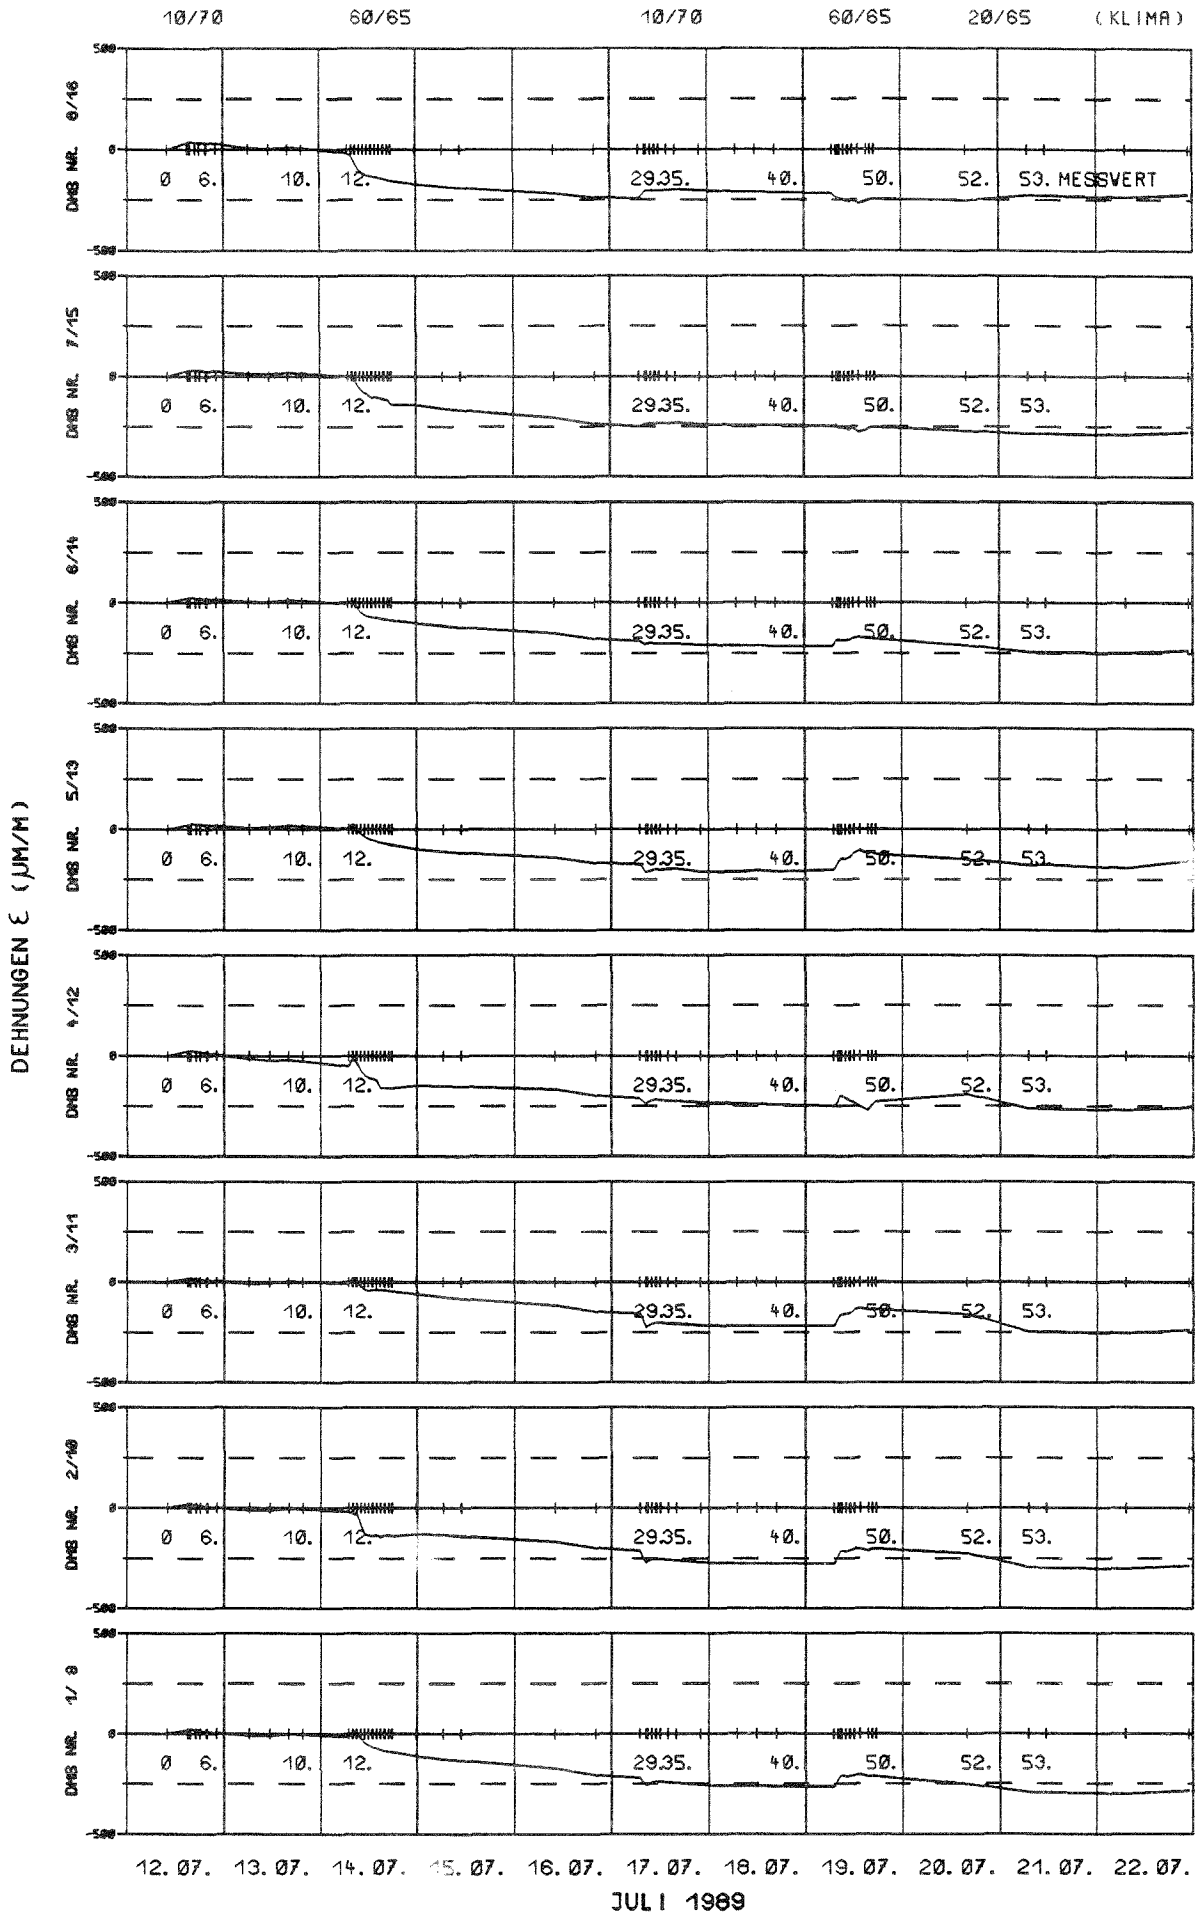 10/70 60/65 10/70 60/65 20/65 (KLIMA)
DEHNUNGEN ε (µM/M)
DMS NR. 8/16
500
0
-500
0 6. 10. 12. 29.35. 40. 50. 52. 53. MESSWERT
DMS NR. 7/15
500
0
-500
0 6. 10. 12. 29.35. 40. 50. 52. 53.
DMS NR. 6/14
500
0
-500
0 6. 10. 12. 29.35. 40. 50. 52. 53.
DMS NR. 5/13
500
0
-500
0 6. 10. 12. 29.35. 40. 50. 52. 53.
DMS NR. 4/12
500
0
-500
0 6. 10. 12. 29.35. 40. 50. 52. 53.
DMS NR. 3/11
500
0
-500
0 6. 10. 12. 29.35. 40. 50. 52. 53.
DMS NR. 2/10
500
0
-500
0 6. 10. 12. 29.35. 40. 50. 52. 53.
DMS NR. 1/ 9
500
0
-500
0 6. 10. 12. 29.35. 40. 50. 52. 53.
12.07. 13.07. 14.07. 15.07. 16.07. 17.07. 18.07. 19.07. 20.07. 21.07. 22.07.
JULI 1989